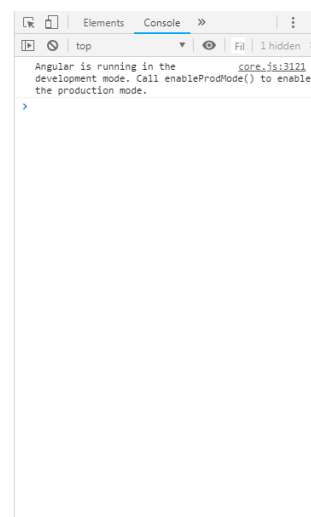 Elements Console »
top Fil 1 hidden
Angular is running in the core.js:3121
development mode. Call enableProdMode() to enable
the production mode.